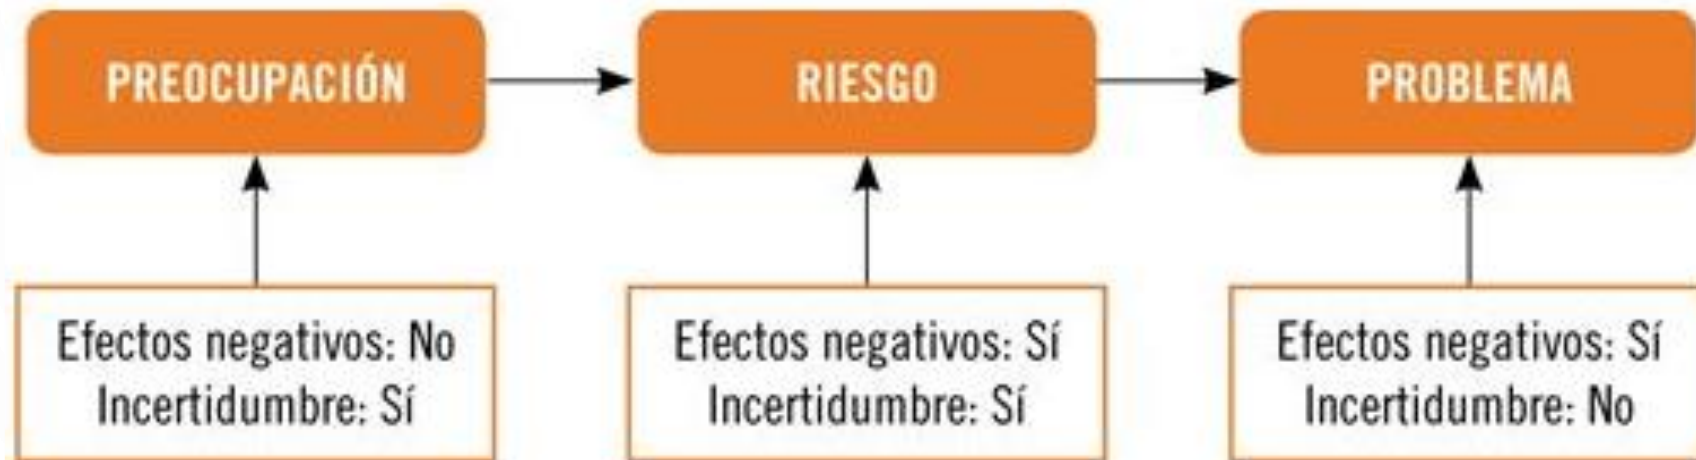 PREOCUPACIÓN
RIESGO
PROBLEMA
Efectos negativos: No
Incertidumbre: Sí
Efectos negativos: Sí
Incertidumbre: Sí
Efectos negativos: Sí
Incertidumbre: No